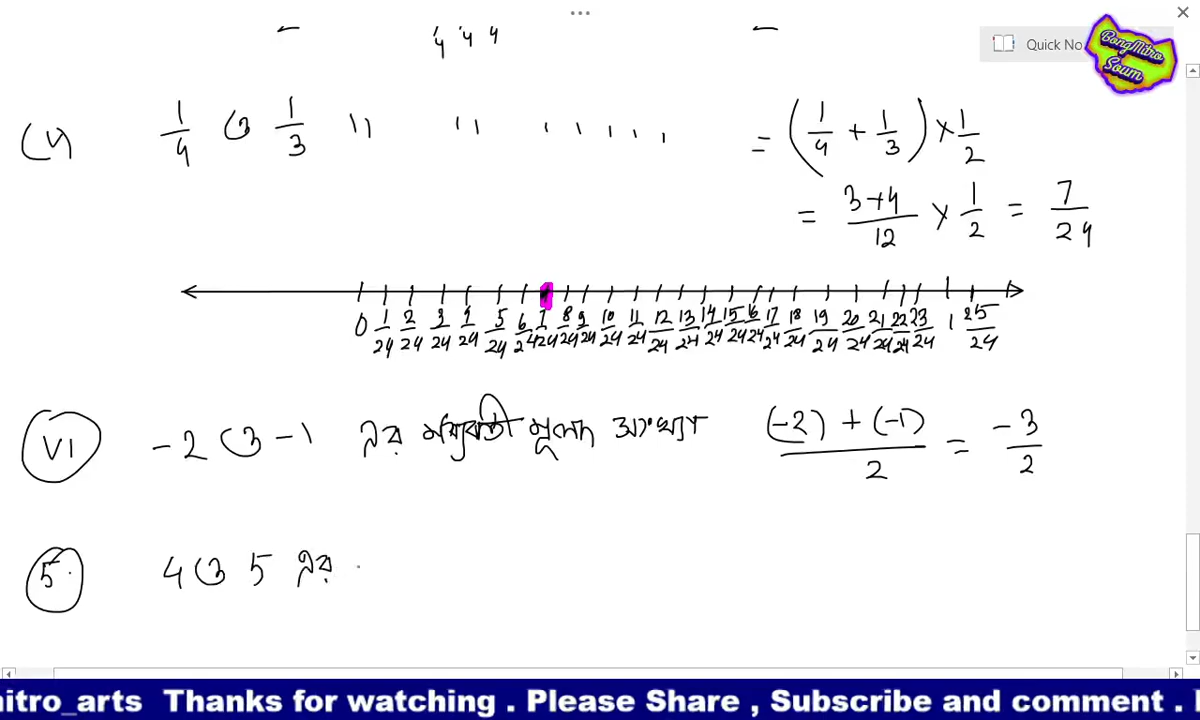 4 4 4
Quick No
BongMitro Soum
(V) 1/4 ও 1/3 " " ' ' ' ' ' = (1/4 + 1/3) × 1/2
= 3+4/12 × 1/2 = 7/24
0 1/24 2/24 3/24 4/24 5/24 6/24 7/24 8/24 9/24 10/24 11/24 12/24 13/24 14/24 15/24 16/24 17/24 18/24 19/24 20/24 21/24 22/24 23/24 1 25/24
VI -2 ও -1 এর মধ্যবর্তী মূলদ সংখ্যা (-2) + (-1)/2 = -3/2
5. 4 ও 5 এর
nitro_arts Thanks for watching . Please Share , Subscribe and comment .